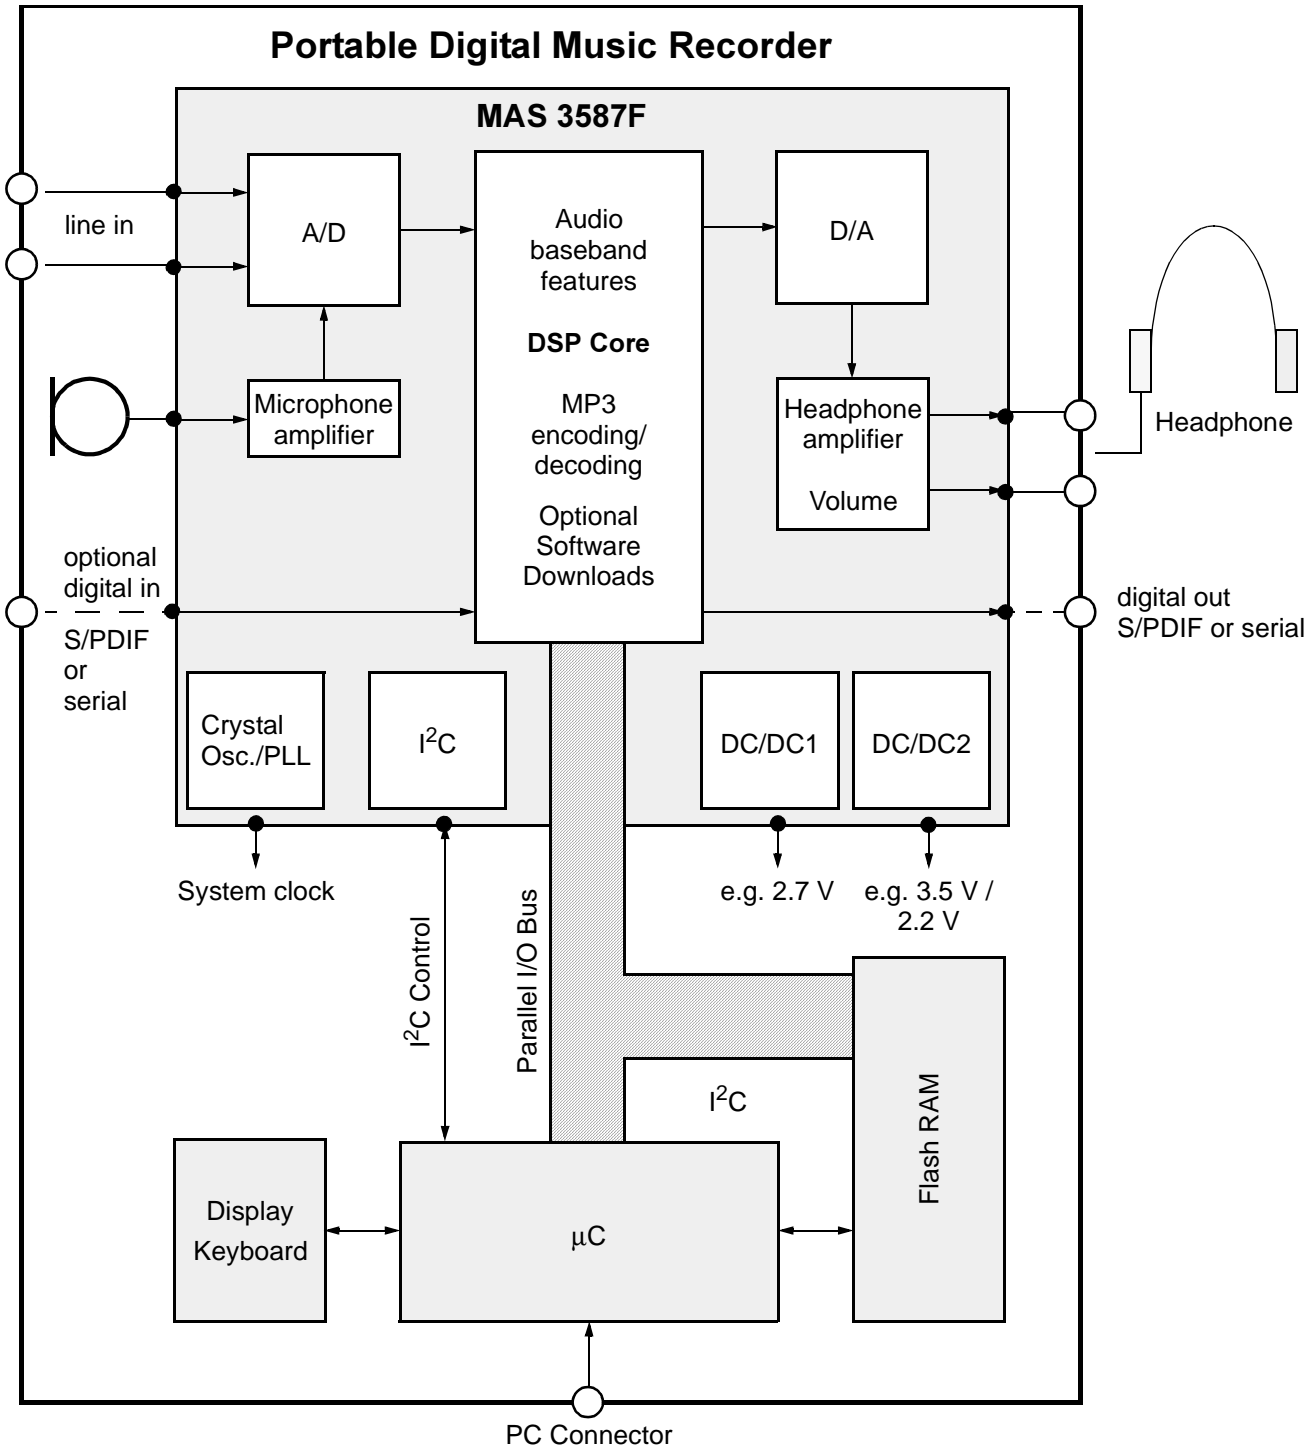 Portable Digital Music Recorder
MAS 3587F
line in
A/D
Audio
baseband
features
DSP Core
MP3
encoding/
decoding
Optional
Software
Downloads
D/A
Microphone
amplifier
Headphone
amplifier
Volume
Headphone
optional
digital in
S/PDIF
or
serial
digital out
S/PDIF or serial
Crystal
Osc./PLL
I²C
DC/DC1
DC/DC2
System clock
e.g. 2.7 V
e.g. 3.5 V /
2.2 V
I²C Control
Parallel I/O Bus
I²C
Flash RAM
Display
Keyboard
µC
PC Connector